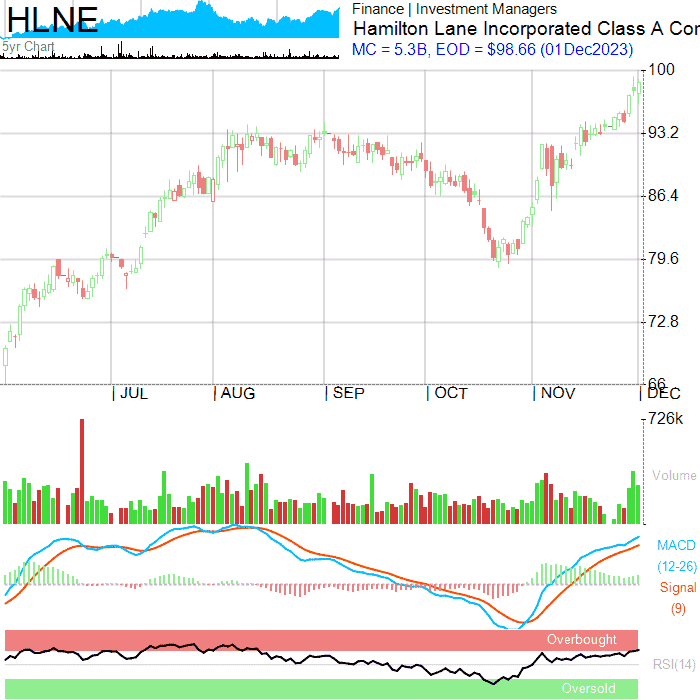 HLNE
5yr Chart
Finance | Investment Managers
Hamilton Lane Incorporated Class A Cor
MC = 5.3B, EOD = $98.66 (01Dec2023)
100
93.2
86.4
79.6
72.8
66
| JUL | AUG | SEP | OCT | NOV | DEC
726k
Volume
MACD
(12-26)
Signal
(9)
Overbought
RSI(14)
Oversold